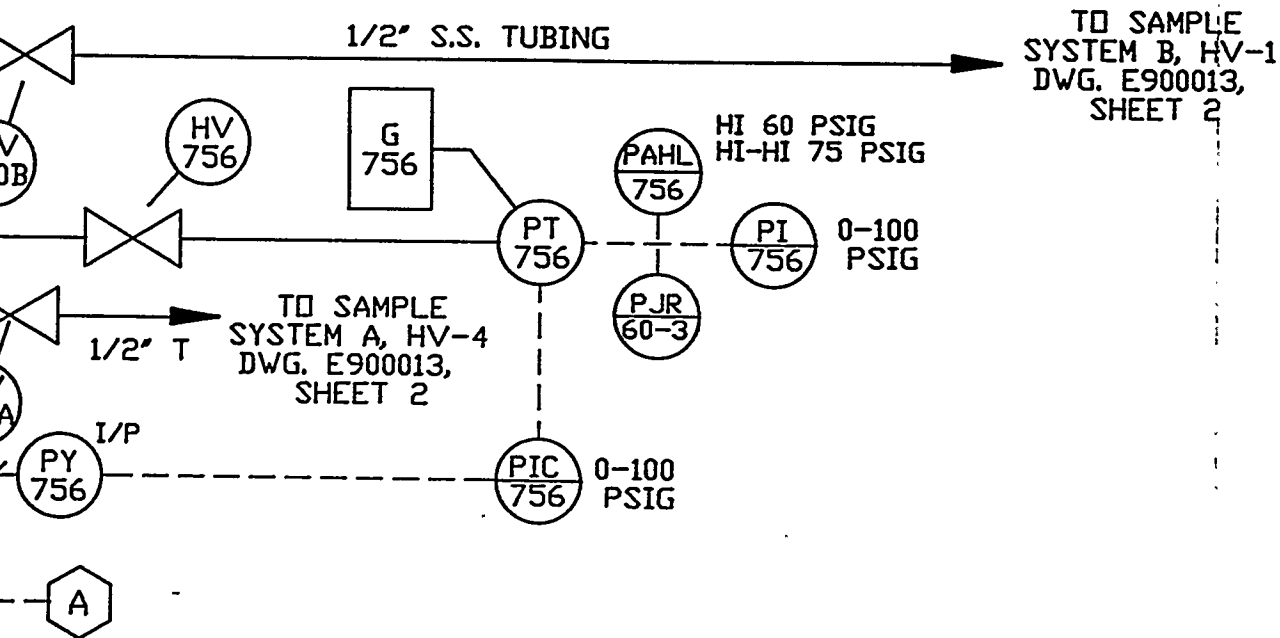 1/2" S.S. TUBING
TO SAMPLE
SYSTEM B, HV-1
DWG. E900013,
SHEET 2
HV
756
G
756
PAHL
756
HI 60 PSIG
HI-HI 75 PSIG
V
0B
PT
756
PI
756
0-100
PSIG
PJR
60-3
1/2" T
TO SAMPLE
SYSTEM A, HV-4
DWG. E900013,
SHEET 2
A
I/P
PY
756
PIC
756
0-100
PSIG
A